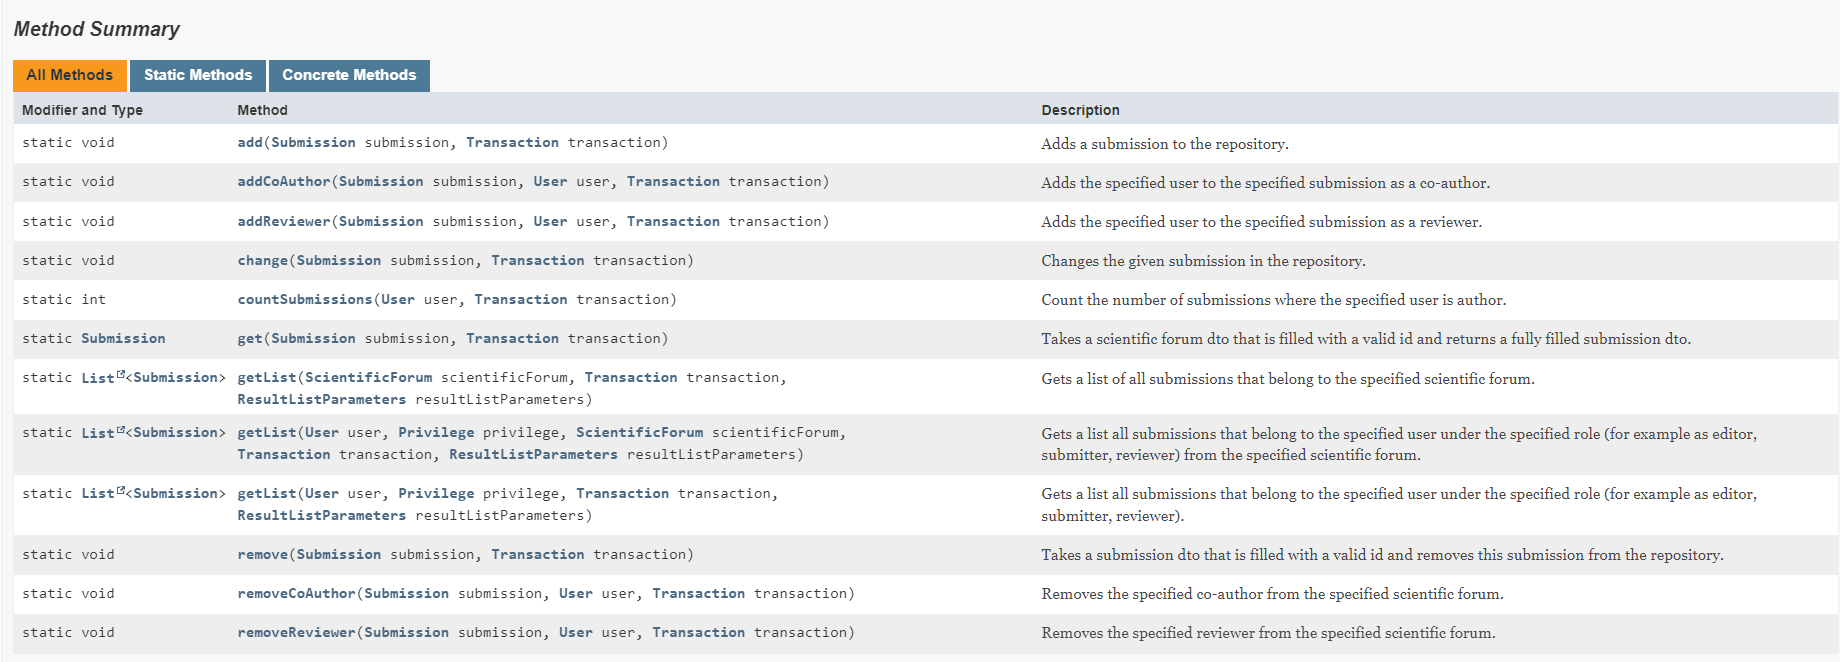 Method Summary
All Methods Static Methods Concrete Methods
Modifier and Type Method Description
static void add(Submission submission, Transaction transaction) Adds a submission to the repository.
static void addCoAuthor(Submission submission, User user, Transaction transaction) Adds the specified user to the specified submission as a co-author.
static void addReviewer(Submission submission, User user, Transaction transaction) Adds the specified user to the specified submission as a reviewer.
static void change(Submission submission, Transaction transaction) Changes the given submission in the repository.
static int countSubmissions(User user, Transaction transaction) Count the number of submissions where the specified user is author.
static Submission get(Submission submission, Transaction transaction) Takes a scientific forum dto that is filled with a valid id and returns a fully filled submission dto.
static List<Submission> getList(ScientificForum scientificForum, Transaction transaction, Gets a list of all submissions that belong to the specified scientific forum.
ResultListParameters resultListParameters)
static List<Submission> getList(User user, Privilege privilege, ScientificForum scientificForum, Gets a list all submissions that belong to the specified user under the specified role (for example as editor,
Transaction transaction, ResultListParameters resultListParameters) submitter, reviewer) from the specified scientific forum.
static List<Submission> getList(User user, Privilege privilege, Transaction transaction, Gets a list all submissions that belong to the specified user under the specified role (for example as editor,
ResultListParameters resultListParameters) submitter, reviewer).
static void remove(Submission submission, Transaction transaction) Takes a submission dto that is filled with a valid id and removes this submission from the repository.
static void removeCoAuthor(Submission submission, User user, Transaction transaction) Removes the specified co-author from the specified scientific forum.
static void removeReviewer(Submission submission, User user, Transaction transaction) Removes the specified reviewer from the specified scientific forum.